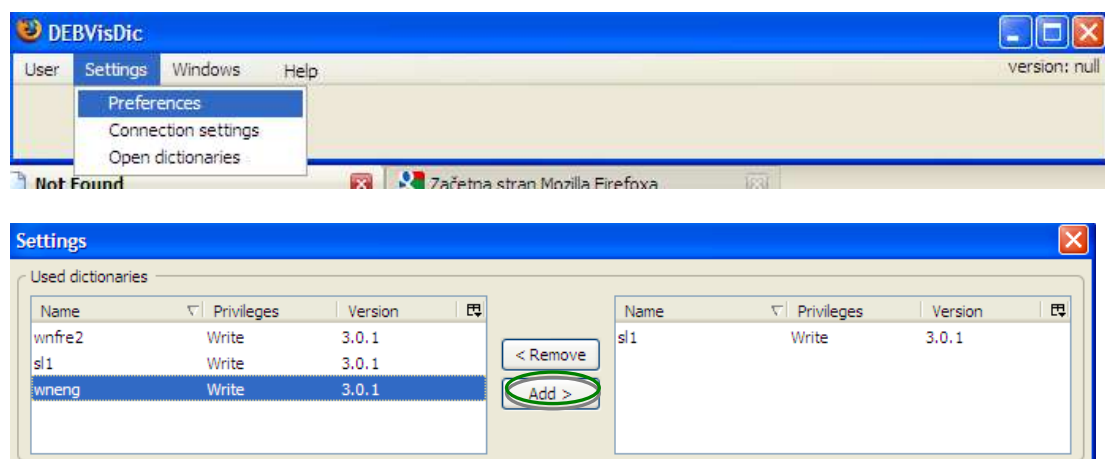 DEBVisDic
User Settings Windows Help version: null
Preferences
Connection settings
Open dictionaries
Not Found Začetna stran Mozilla Firefoxa
Settings
Used dictionaries
Name Privileges Version Name Privileges Version
wnfre2 Write 3.0.1 sl1 Write 3.0.1
sl1 Write 3.0.1
wneng Write 3.0.1
< Remove
Add >